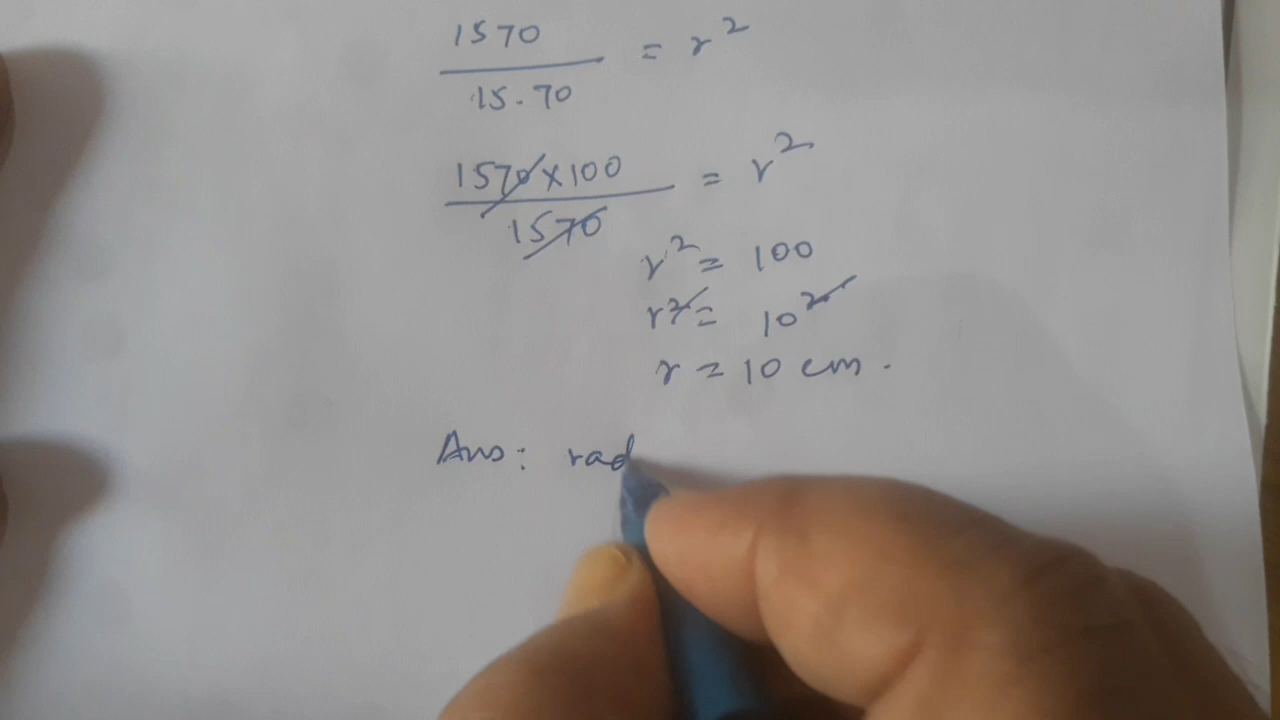 1570
―――― = r²
15.70
1570×100
―――― = r²
1570
r² = 100
r² = 10²
r = 10 cm.
Ans: rad